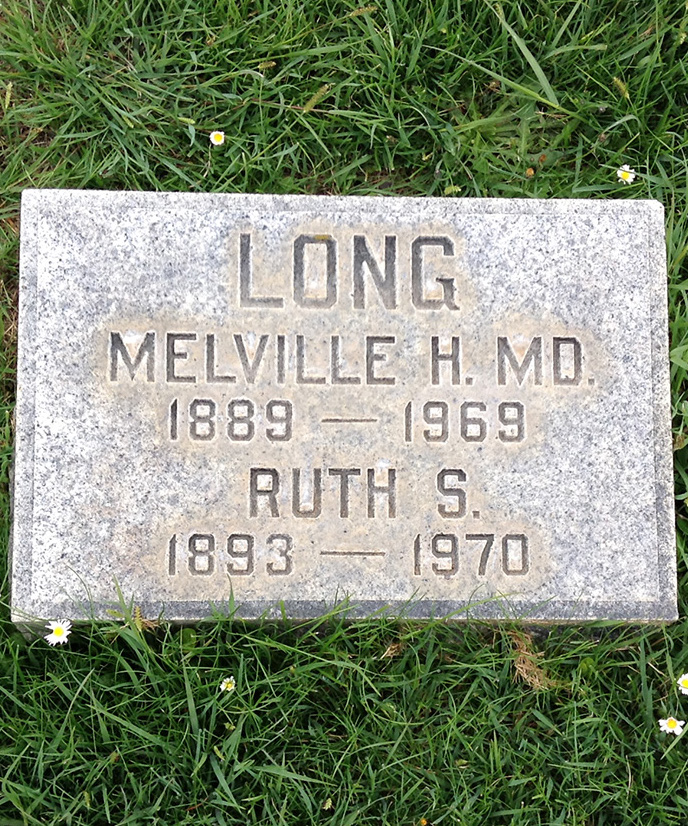 LONG
MELVILLE H. MD.
1889 — 1969
RUTH S.
1893 — 1970